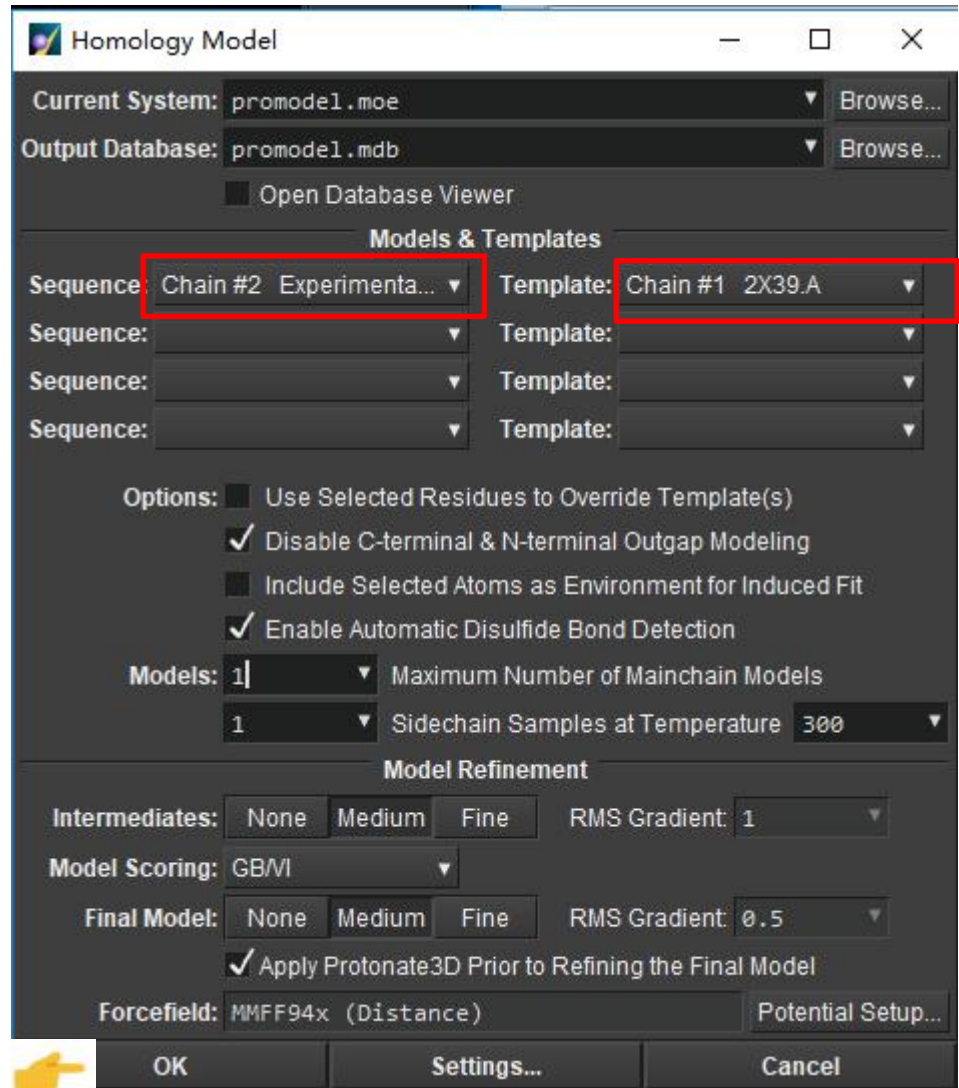 Homology Model
Current System: promodel.moe Browse...
Output Database: promodel.mdb Browse...
Open Database Viewer
Models & Templates
Sequence: Chain #2 Experimenta... Template: Chain #1 2X39.A
Sequence: Template:
Sequence: Template:
Sequence: Template:
Options: Use Selected Residues to Override Template(s)
Disable C-terminal & N-terminal Outgap Modeling
Include Selected Atoms as Environment for Induced Fit
Enable Automatic Disulfide Bond Detection
Models: 1 Maximum Number of Mainchain Models
1 Sidechain Samples at Temperature 300
Model Refinement
Intermediates: None Medium Fine RMS Gradient: 1
Model Scoring: GB/VI
Final Model: None Medium Fine RMS Gradient: 0.5
Apply Protonate3D Prior to Refining the Final Model
Forcefield: MMFF94x (Distance) Potential Setup...
OK Settings... Cancel